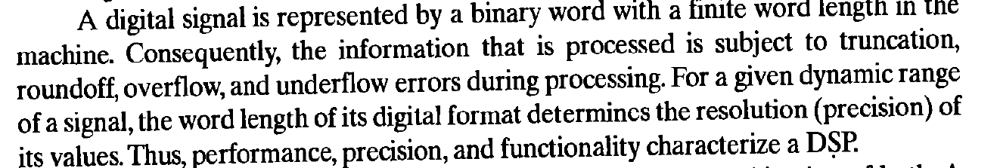 A digital signal is represented by a binary word with a finite word length in the
machine. Consequently, the information that is processed is subject to truncation,
roundoff, overflow, and underflow errors during processing. For a given dynamic range
of a signal, the word length of its digital format determines the resolution (precision) of
its values. Thus, performance, precision, and functionality characterize a DSP.